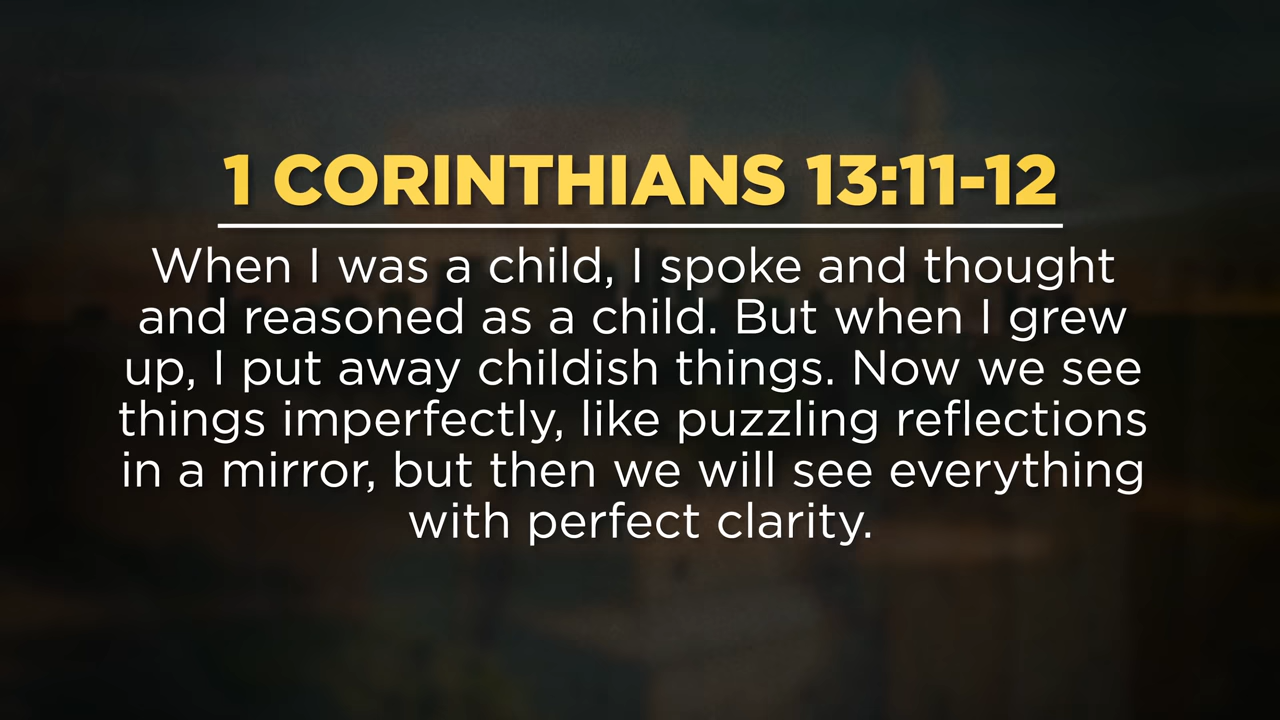 1 CORINTHIANS 13:11-12
When I was a child, I spoke and thought
and reasoned as a child. But when I grew
up, I put away childish things. Now we see
things imperfectly, like puzzling reflections
in a mirror, but then we will see everything
with perfect clarity.